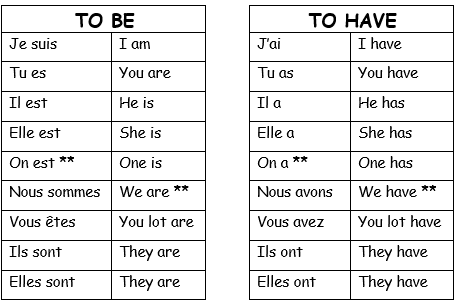 TO BE
Je suis I am
Tu es You are
Il est He is
Elle est She is
On est ** One is
Nous sommes We are **
Vous êtes You lot are
Ils sont They are
Elles sont They are
TO HAVE
J'ai I have
Tu as You have
Il a He has
Elle a She has
On a ** One has
Nous avons We have **
Vous avez You lot have
Ils ont They have
Elles ont They have